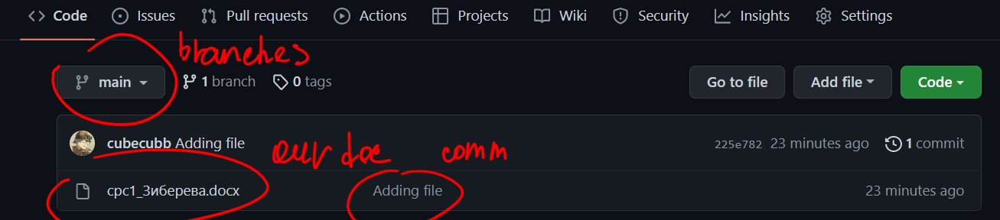 Code Issues Pull requests Actions Projects Wiki Security Insights Settings
branches
main 1 branch 0 tags Go to file Add file Code
cubecubb Adding file 225e782 23 minutes ago 1 commit
our doc comm
срс1_Зиберева.docx Adding file 23 minutes ago